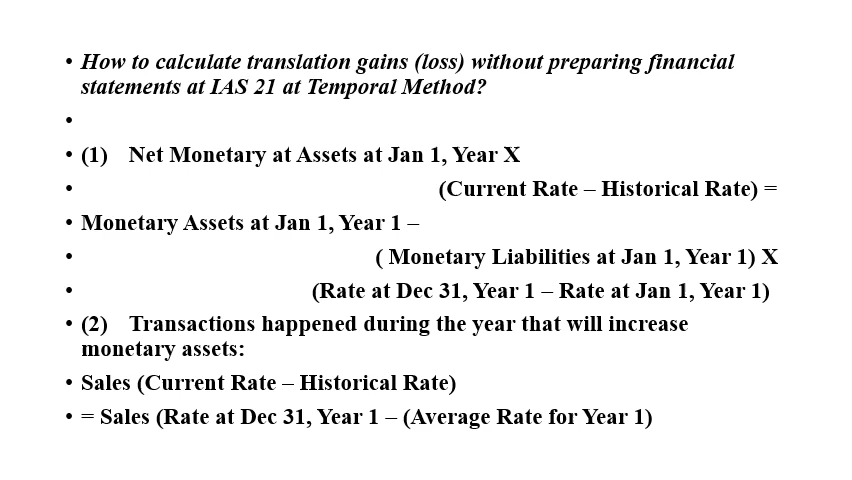 • How to calculate translation gains (loss) without preparing financial
statements at IAS 21 at Temporal Method?
•
• (1) Net Monetary at Assets at Jan 1, Year X
• (Current Rate – Historical Rate) =
• Monetary Assets at Jan 1, Year 1 –
• ( Monetary Liabilities at Jan 1, Year 1) X
• (Rate at Dec 31, Year 1 – Rate at Jan 1, Year 1)
• (2) Transactions happened during the year that will increase
monetary assets:
• Sales (Current Rate – Historical Rate)
• = Sales (Rate at Dec 31, Year 1 – (Average Rate for Year 1)